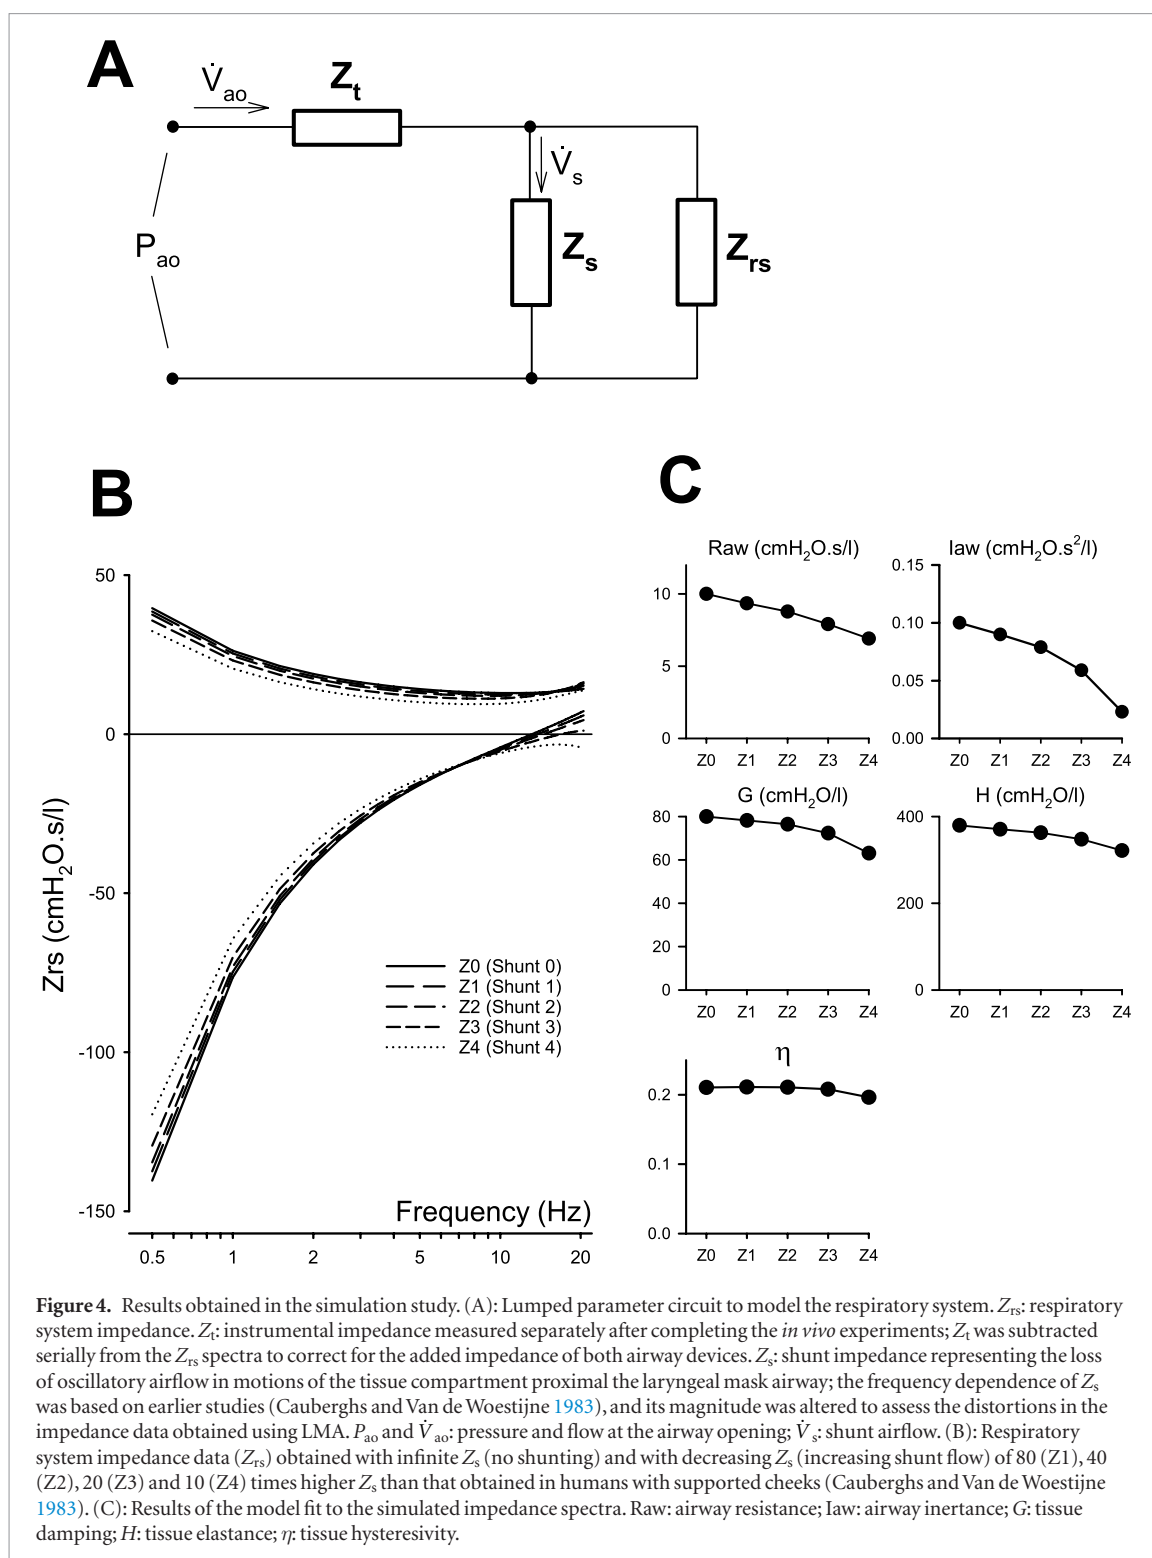 A
V̇ao
Zt
V̇s
Pao
Zs
Zrs
B
C
Zrs (cmH2O.s/l)
50
0
-50
-100
-150
Z0 (Shunt 0)
Z1 (Shunt 1)
Z2 (Shunt 2)
Z3 (Shunt 3)
Z4 (Shunt 4)
Frequency (Hz)
0.5 1 2 5 10 20
Raw (cmH2O.s/l)
10
5
0
Z0 Z1 Z2 Z3 Z4
Iaw (cmH2O.s2/l)
0.15
0.10
0.05
0.00
Z0 Z1 Z2 Z3 Z4
G (cmH2O/l)
80
60
40
20
0
Z0 Z1 Z2 Z3 Z4
H (cmH2O/l)
400
200
0
Z0 Z1 Z2 Z3 Z4
η
0.2
0.1
0.0
Z0 Z1 Z2 Z3 Z4
Figure 4. Results obtained in the simulation study. (A): Lumped parameter circuit to model the respiratory system. Zrs: respiratory
system impedance. Zt: instrumental impedance measured separately after completing the in vivo experiments; Zt was subtracted
serially from the Zrs spectra to correct for the added impedance of both airway devices. Zs: shunt impedance representing the loss
of oscillatory airflow in motions of the tissue compartment proximal the laryngeal mask airway; the frequency dependence of Zs
was based on earlier studies (Cauberghs and Van de Woestijne 1983), and its magnitude was altered to assess the distortions in the
impedance data obtained using LMA. Pao and V̇ao: pressure and flow at the airway opening; V̇s: shunt airflow. (B): Respiratory
system impedance data (Zrs) obtained with infinite Zs (no shunting) and with decreasing Zs (increasing shunt flow) of 80 (Z1), 40
(Z2), 20 (Z3) and 10 (Z4) times higher Zs than that obtained in humans with supported cheeks (Cauberghs and Van de Woestijne
1983). (C): Results of the model fit to the simulated impedance spectra. Raw: airway resistance; Iaw: airway inertance; G: tissue
damping; H: tissue elastance; η: tissue hysteresivity.